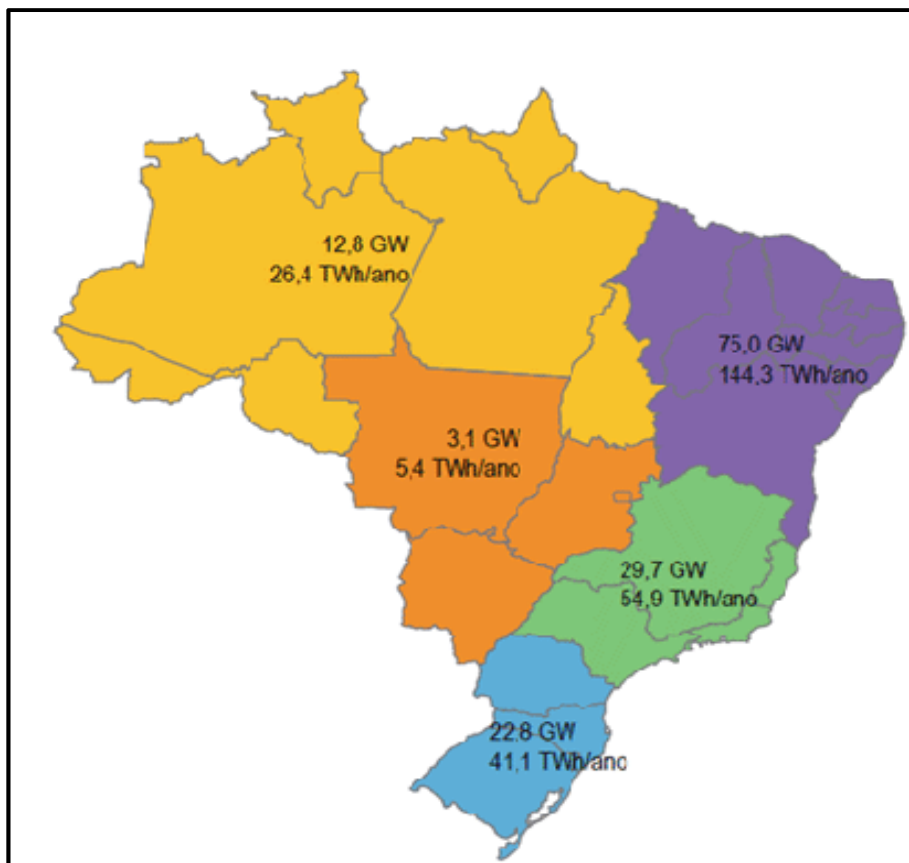 12,8 GW
26,4 TWh/ano
75,0 GW
144,3 TWh/ano
3,1 GW
5,4 TWh/ano
29,7 GW
54,9 TWh/ano
22,8 GW
41,1 TWh/ano